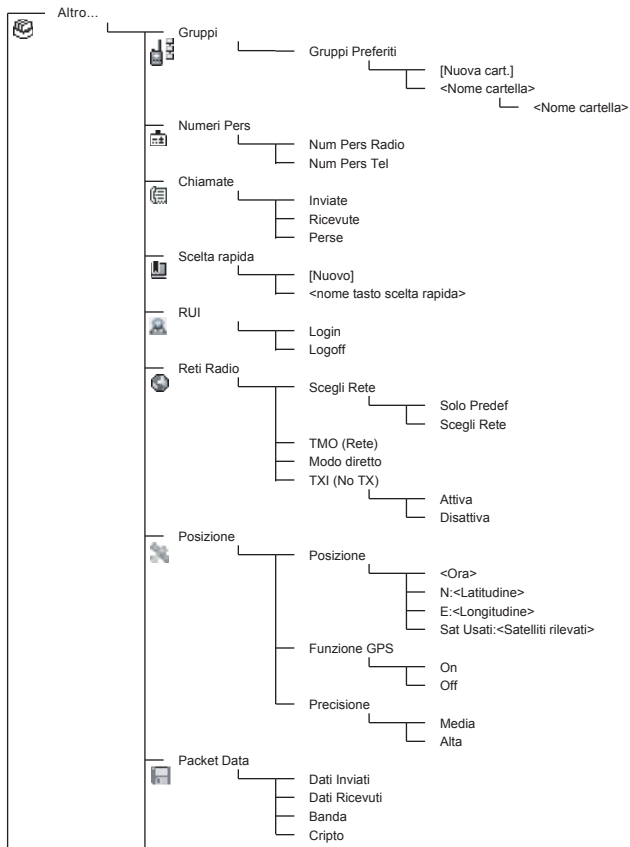 Altro...
Gruppi
Gruppi Preferiti
[Nuova cart.]
<Nome cartella>
<Nome cartella>
Numeri Pers
Num Pers Radio
Num Pers Tel
Chiamate
Inviate
Ricevute
Perse
Scelta rapida
[Nuovo]
<nome tasto scelta rapida>
RUI
Login
Logoff
Reti Radio
Scegli Rete
Solo Predef
Scegli Rete
TMO (Rete)
Modo diretto
TXI (No TX)
Attiva
Disattiva
Posizione
Posizione
<Ora>
N:<Latitudine>
E:<Longitudine>
Sat Usati:<Satelliti rilevati>
Funzione GPS
On
Off
Precisione
Media
Alta
Packet Data
Dati Inviati
Dati Ricevuti
Banda
Cripto